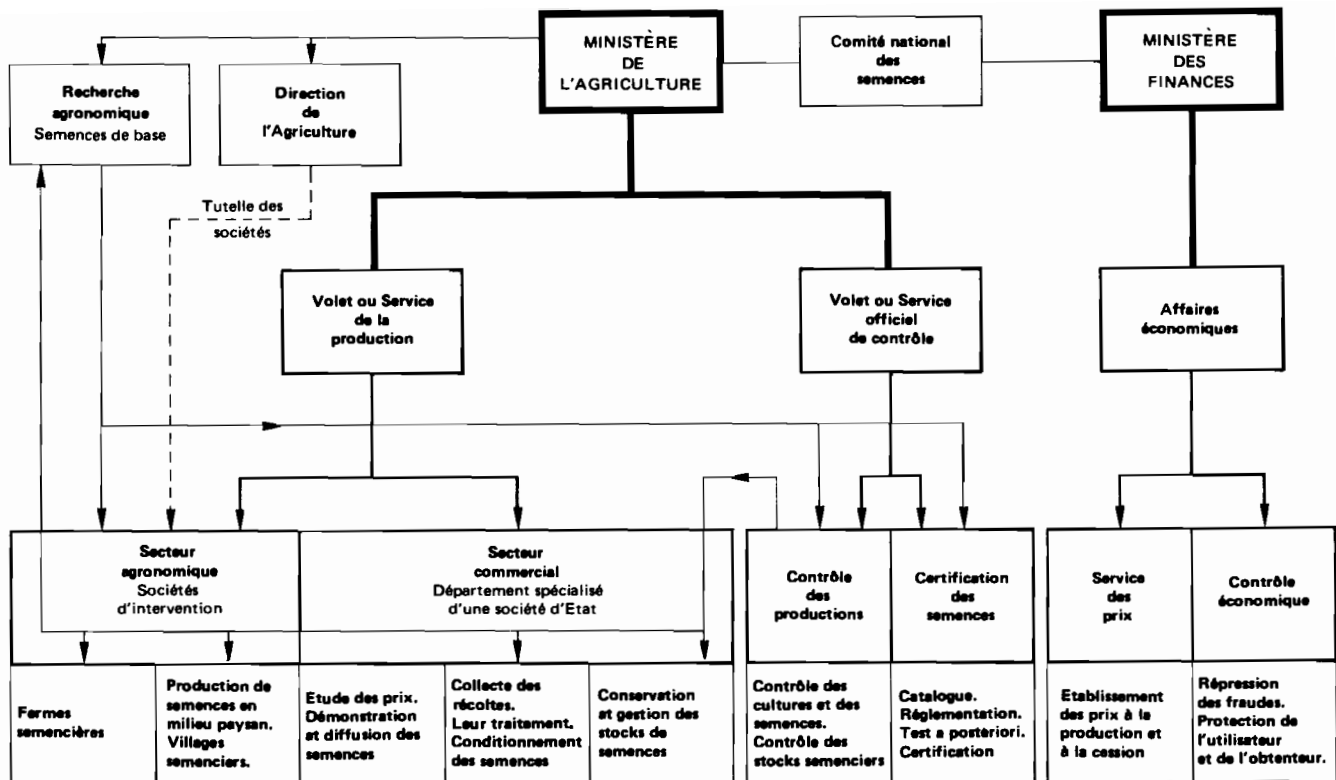 MINISTÈRE
DE
L'AGRICULTURE
Comité national
des
semences
MINISTÈRE
DES
FINANCES
Recherche
agronomique
Semences de base
Direction
de
l'Agriculture
Tutelle des
sociétés
Volet ou Service
de la
production
Volet ou Service
officiel
de contrôle
Affaires
économiques
Secteur
agronomique
Sociétés
d'intervention
Secteur
commercial
Département spécialisé
d'une société d'Etat
Contrôle
des
productions
Certification
des
semences
Service
des
prix
Contrôle
économique
Fermes
semencières
Production de
semences en
milieu paysan.
Villages
semenciers.
Etude des prix.
Démonstration
at diffusion des
semences
Collecte des
récoltes.
Leur traitement.
Conditionnement
des semences
Conservation
at gestion des
stocks de
semences
Contrôle des
cultures et des
semences.
Contrôle des
stocks semenciers
Catalogue.
Réglementation.
Test a posteriori.
Certification
Etablissement
des prix à la
production et
à la cession
Répression
des fraudes.
Protection de
l'utilisateur
et de l'obtenteur.